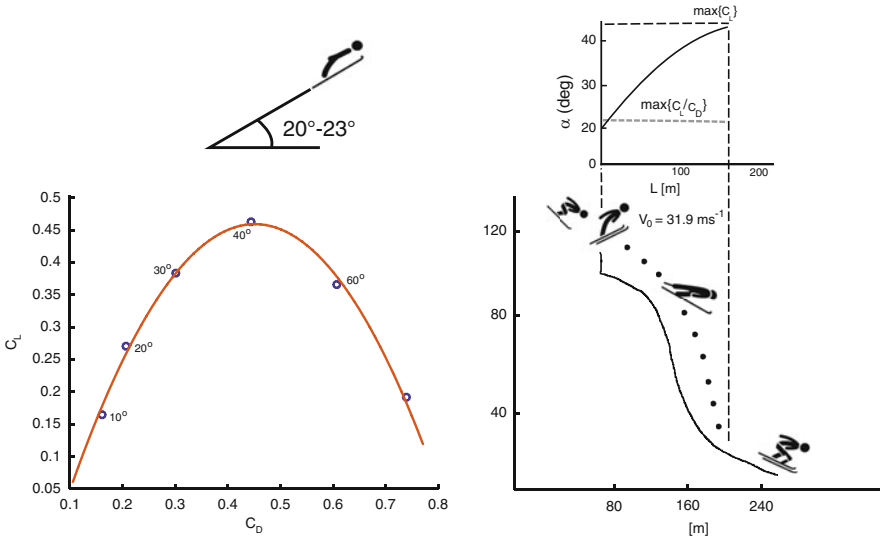 20°-23°
0.5
0.45
0.4
0.35
0.3
0.25
0.2
0.15
0.1
0.05
C_L
10°
20°
30°
40°
60°
0.1 0.2 0.3 0.4 0.5 0.6 0.7 0.8
C_D
max{C_L}
40
30
20
0
α (deg)
max{C_L/C_D}
100 200
L [m]
V_0 = 31.9 ms^-1
120
80
40
80 160 240
[m]